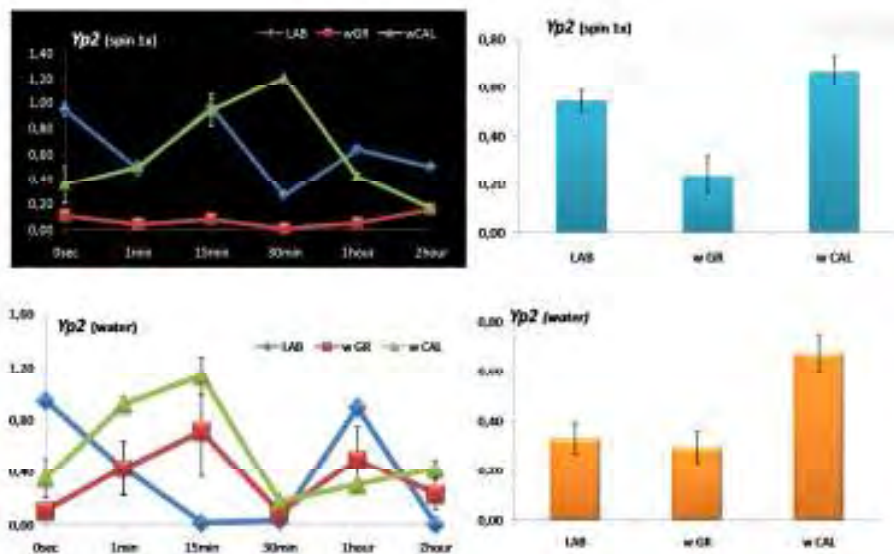 Yp2 (spin 1x)
LAB wGR wCAL
1,40
1,20
1,00
0,80
0,60
0,40
0,20
0,00
0sec 1min 15min 30min 1hour 2hour
Yp2 (spin 1x)
0,80
0,60
0,40
0,20
0,00
LAB w GR w CAL
Yp2 (water)
LAB w GR w CAL
1,60
1,20
0,80
0,40
0,00
0sec 1min 15min 30min 1hour 2hour
Yp2 (water)
0,80
0,60
0,40
0,20
0,00
LAB w GR w CAL